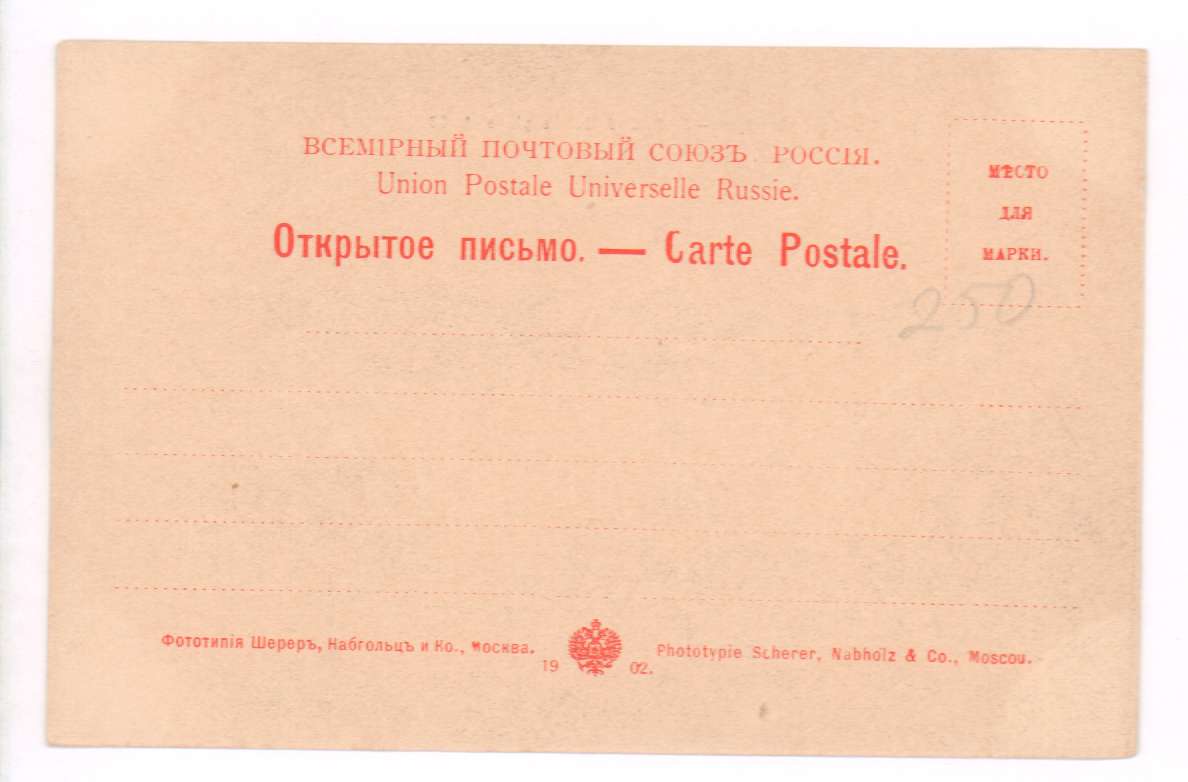 ВСЕМІРНЫЙ ПОЧТОВЫЙ СОЮЗЪ. РОССІЯ.
Union Postale Universelle Russie.
Открытое письмо. — Carte Postale.
МѢСТО
ДЛЯ
МАРКИ.
250
Фототипія Шереръ, Набгольцъ и Ко., Москва.
Phototypie Scherer, Nabholz & Co., Moscou.
19 02.